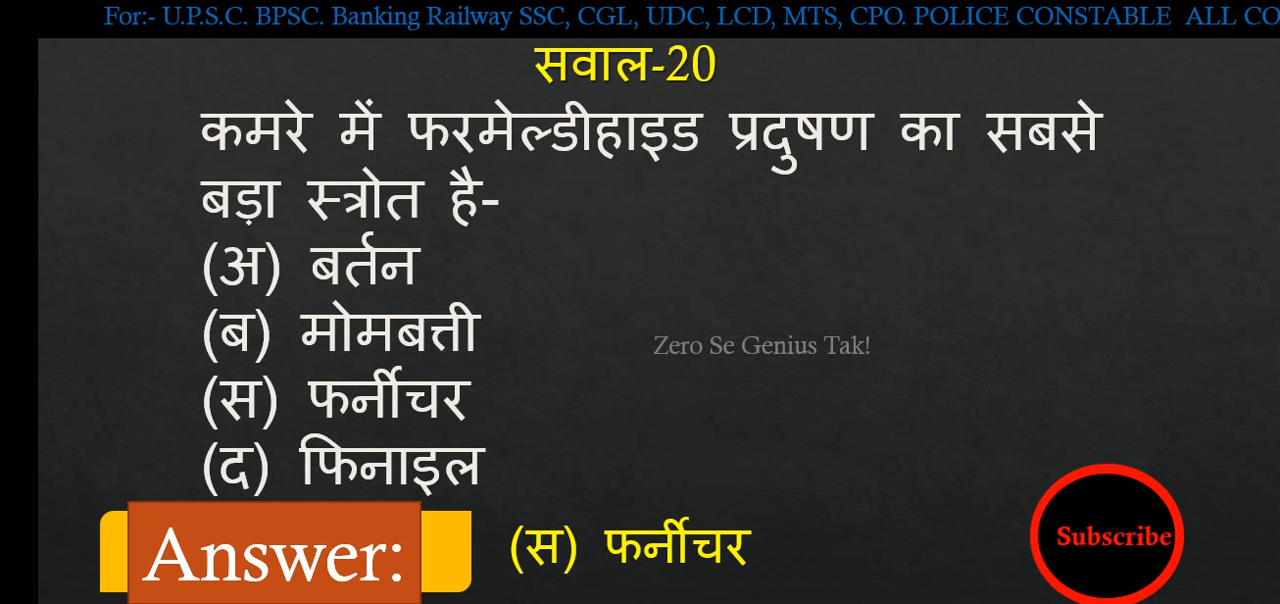 For:- U.P.S.C. BPSC. Banking Railway SSC, CGL, UDC, LCD, MTS, CPO. POLICE CONSTABLE ALL CO
सवाल-20
कमरे में फरमेल्डीहाइड प्रदुषण का सबसे
बड़ा स्त्रोत है-
(अ) बर्तन
(ब) मोमबत्ती
Zero Se Genius Tak!
(स) फर्नीचर
(द) फिनाइल
Answer: (स) फर्नीचर
Subscribe